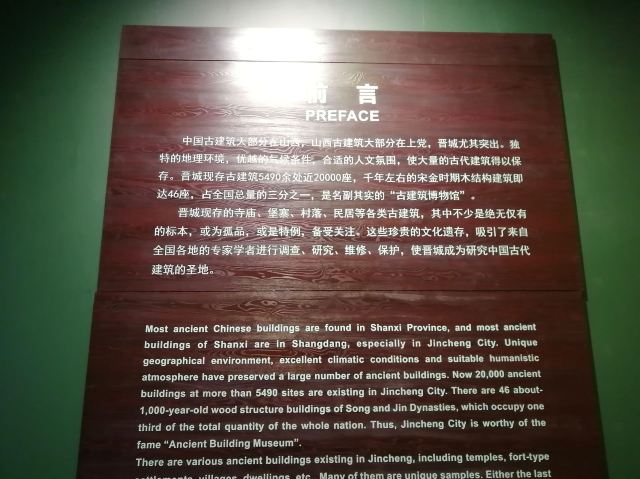 前 言
PREFACE
中国古建筑大部分在山西，山西古建筑大部分在上党，晋城尤其突出。独
特的地理环境，优越的气候条件，合适的人文氛围，使大量的古代建筑得以保
存。晋城现存古建筑5490余处近20000座，千年左右的宋金时期木结构建筑即
达46座，占全国总量的三分之一，是名副其实的“古建筑博物馆”。
晋城现存的寺庙、堡寨、村落、民居等各类古建筑，其中不少是绝无仅有
的标本，或为孤品，或是特例，备受关注。这些珍贵的文化遗存，吸引了来自
全国各地的专家学者进行调查、研究、维修、保护，使晋城成为研究中国古代
建筑的圣地。
Most ancient Chinese buildings are found in Shanxi Province, and most ancient
buildings of Shanxi are in Shangdang, especially in Jincheng City. Unique
geographical environment, excellent climatic conditions and suitable humanistic
atmosphere have preserved a large number of ancient buildings. Now 20,000 ancient
buildings at more than 5490 sites are existing in Jincheng City. There are 46 about-
1,000-year-old wood structure buildings of Song and Jin Dynasties, which occupy one
third of the total quantity of the whole nation. Thus, Jincheng City is worthy of the
fame “Ancient Building Museum”.
There are various ancient buildings existing in Jincheng, including temples, fort-type
settlements, villages, dwellings, etc. Many of them are unique samples. Either the last